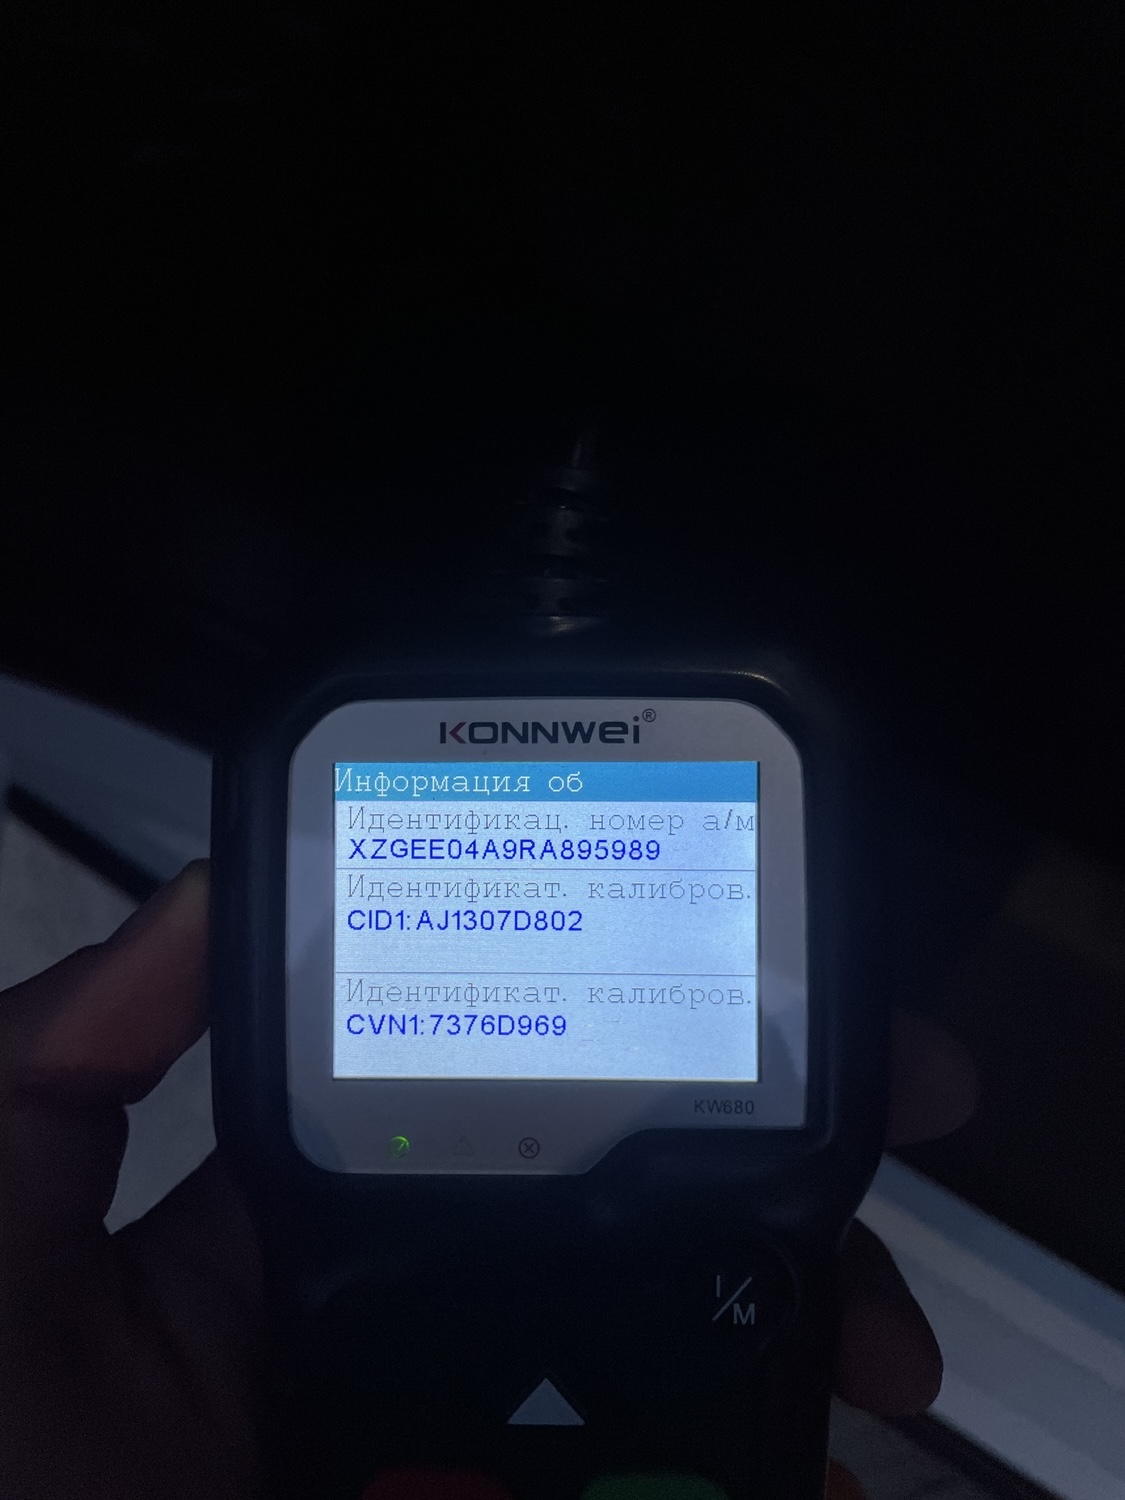 KONNWEI®
Информация об
Идентификац. номер а/м
XZGEE04A9RA895989
Идентификат. калибров.
CID1:AJ1307D802
Идентификат. калибров.
CVN1:7376D969
KW680
I/M